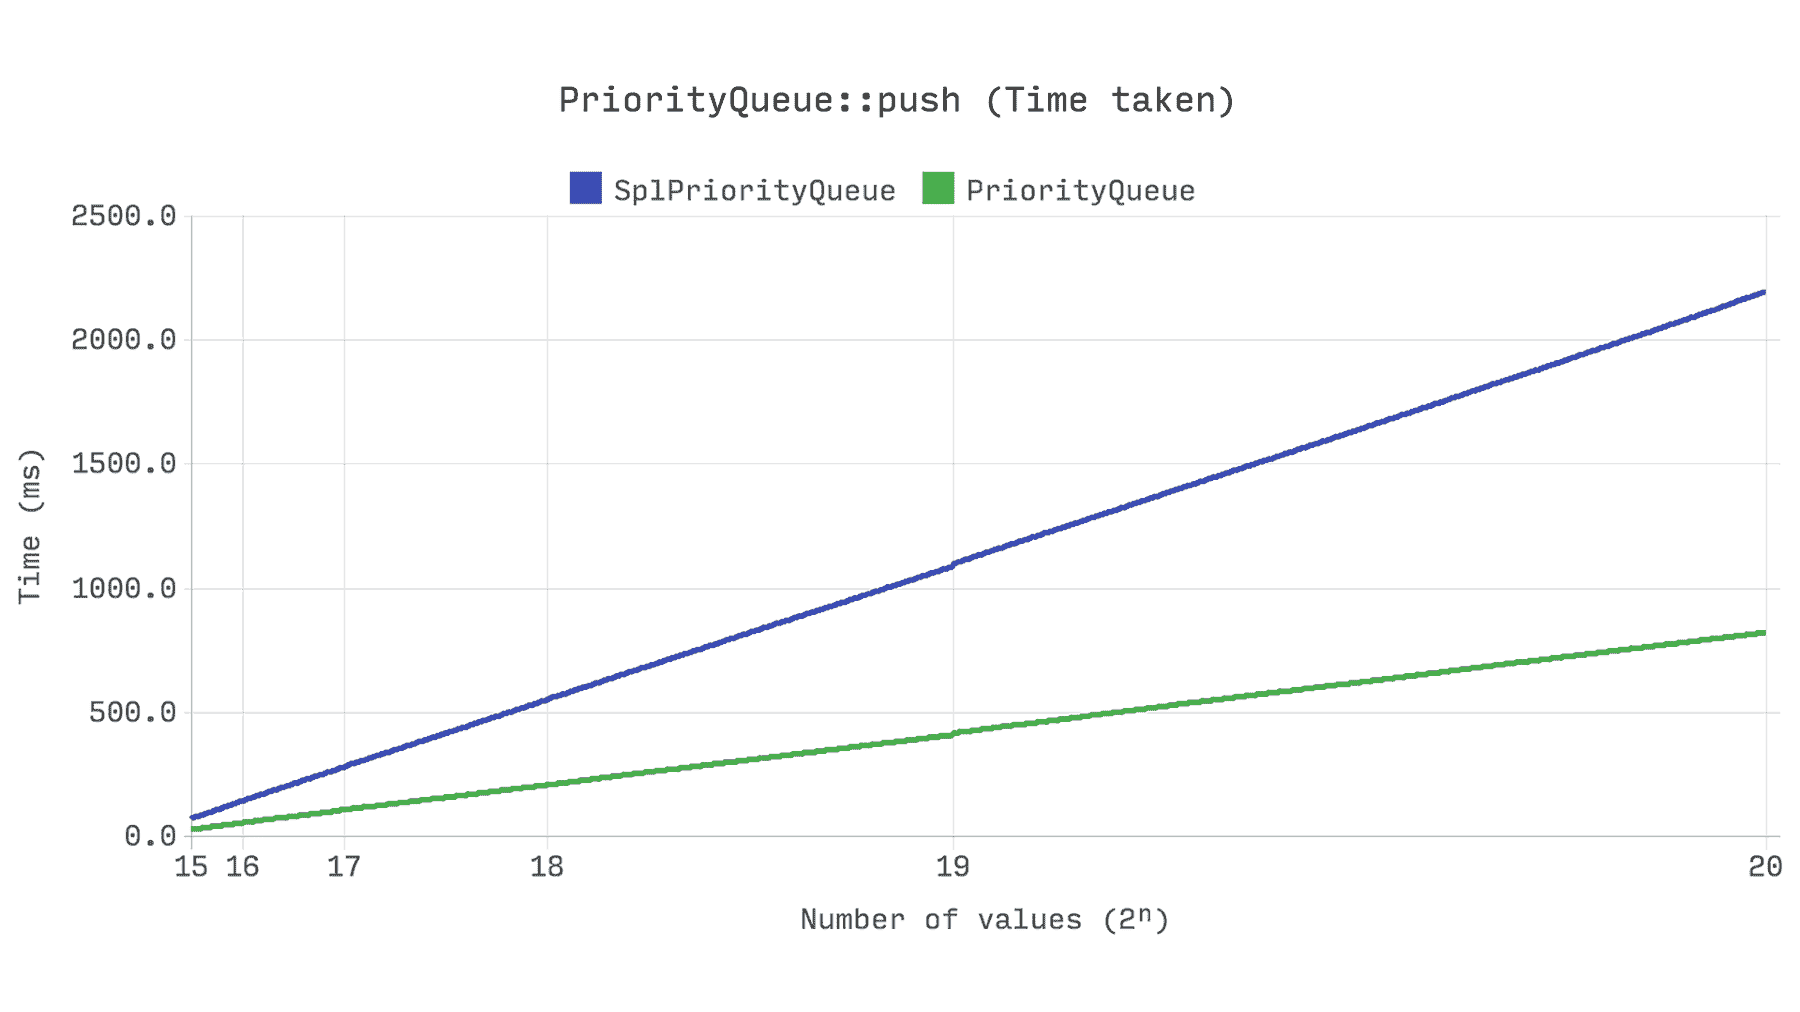 PriorityQueue::push (Time taken)
SplPriorityQueue PriorityQueue
2500.0
2000.0
1500.0
1000.0
500.0
0.0
Time (ms)
15 16 17 18 19 20
Number of values (2ⁿ)